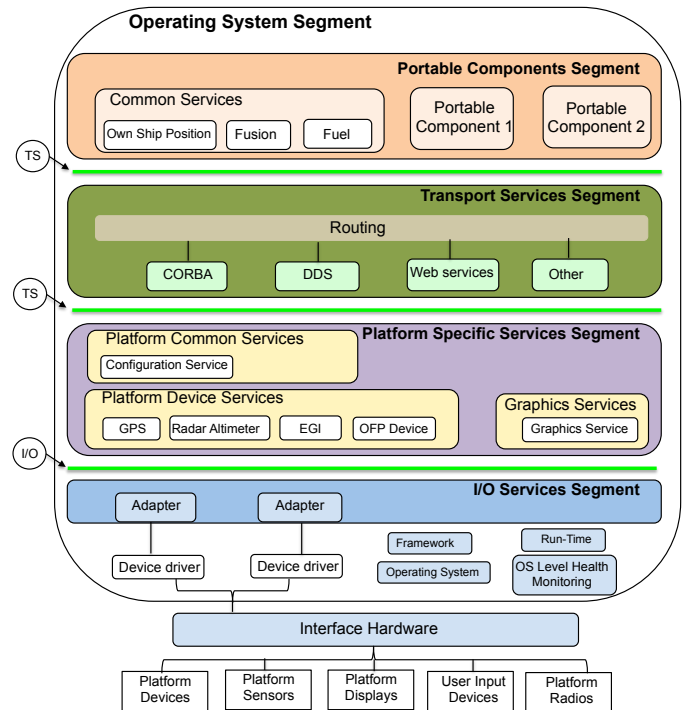 Operating System Segment
Portable Components Segment
Common Services
Own Ship Position
Fusion
Fuel
Portable
Component 1
Portable
Component 2
TS
Transport Services Segment
Routing
CORBA
DDS
Web services
Other
TS
Platform Specific Services Segment
Platform Common Services
Configuration Service
Platform Device Services
GPS
Radar Altimeter
EGI
OFP Device
Graphics Services
Graphics Service
I/O
I/O Services Segment
Adapter
Adapter
Device driver
Device driver
Framework
Run-Time
Operating System
OS Level Health
Monitoring
Interface Hardware
Platform
Devices
Platform
Sensors
Platform
Displays
User Input
Devices
Platform
Radios